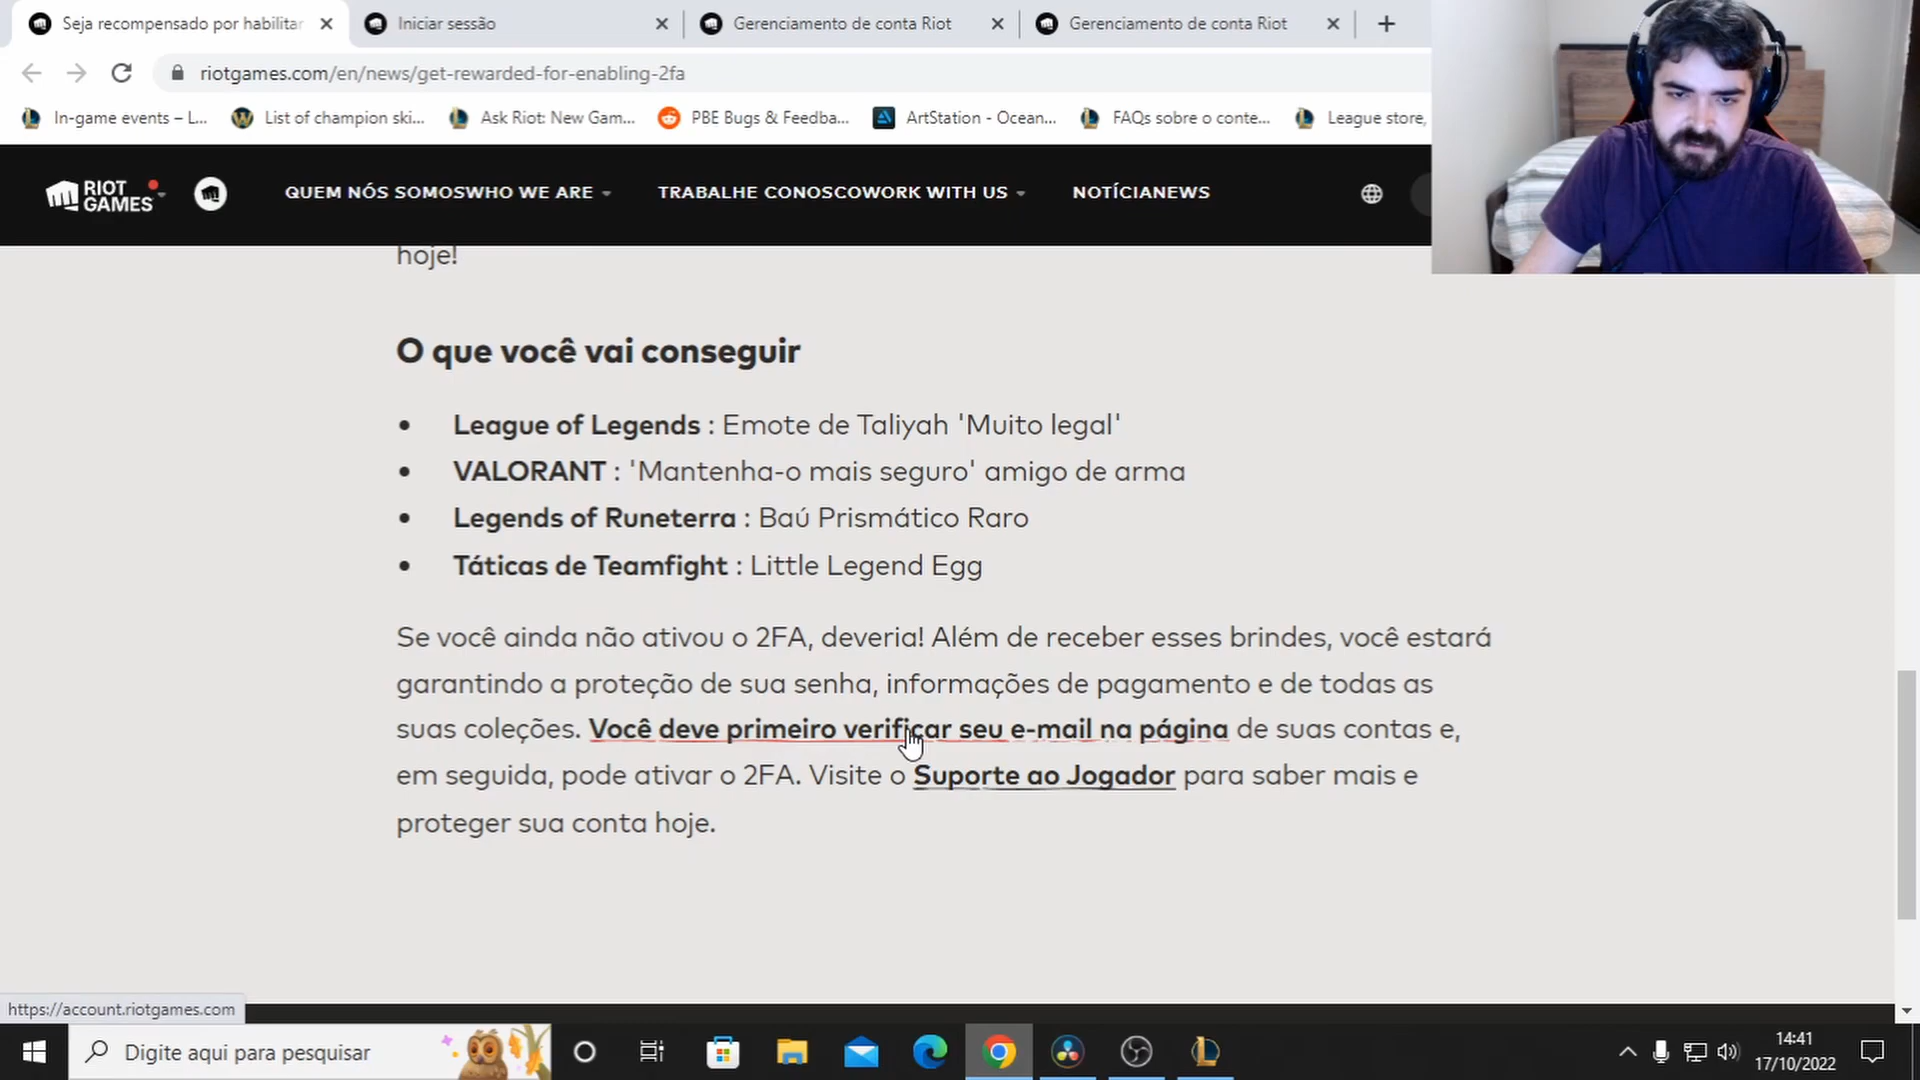 Seja recompensado por habilitar
Iniciar sessão
Gerenciamento de conta Riot
Gerenciamento de conta Riot
riotgames.com/en/news/get-rewarded-for-enabling-2fa
In-game events – L...
List of champion ski...
Ask Riot: New Gam...
PBE Bugs & Feedba...
ArtStation - Ocean...
FAQs sobre o conte...
League store,
RIOT
GAMES
QUEM NÓS SOMOSWHO WE ARE
TRABALHE CONOSCOWORK WITH US
NOTÍCIANEWS
hoje!
O que você vai conseguir
• League of Legends : Emote de Taliyah 'Muito legal'
• VALORANT : 'Mantenha-o mais seguro' amigo de arma
• Legends of Runeterra : Baú Prismático Raro
• Táticas de Teamfight : Little Legend Egg
Se você ainda não ativou o 2FA, deveria! Além de receber esses brindes, você estará
garantindo a proteção de sua senha, informações de pagamento e de todas as
suas coleções. Você deve primeiro verificar seu e-mail na página de suas contas e,
em seguida, pode ativar o 2FA. Visite o Suporte ao Jogador para saber mais e
proteger sua conta hoje.
https://account.riotgames.com
Digite aqui para pesquisar
14:41
17/10/2022